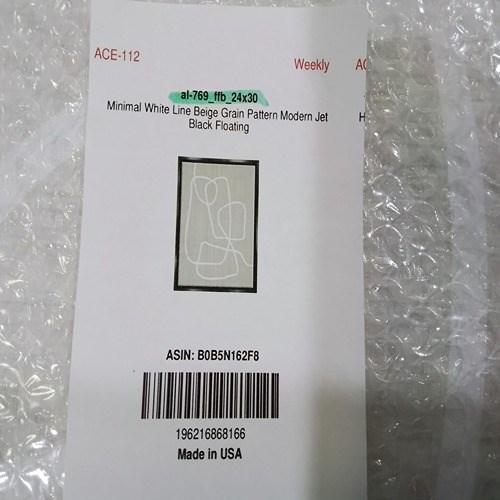 ACE-112
Weekly
AC
al-769_ffb_24x30
Minimal White Line Beige Grain Pattern Modern Jet
H
Black Floating
ASIN: B0B5N162F8
196216868166
Made in USA